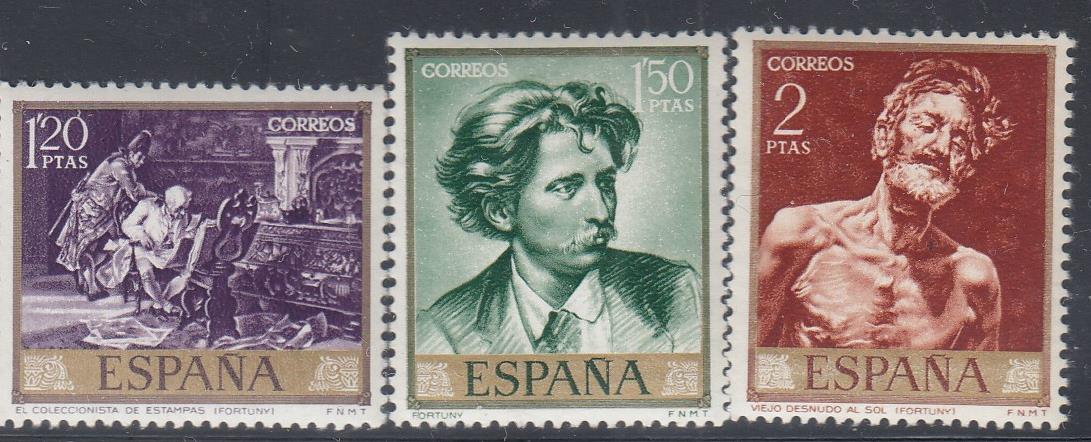 1'20
PTAS
CORREOS
ESPAÑA
EL COLECCIONISTA DE ESTAMPAS (FORTUNY)
F N M T
CORREOS
1'50
PTAS
ESPAÑA
FORTUNY
F. N. M. T
CORREOS
2
PTAS
ESPAÑA
VIEJO DESNUDO AL SOL (FORTUNY)
F. N. M. T